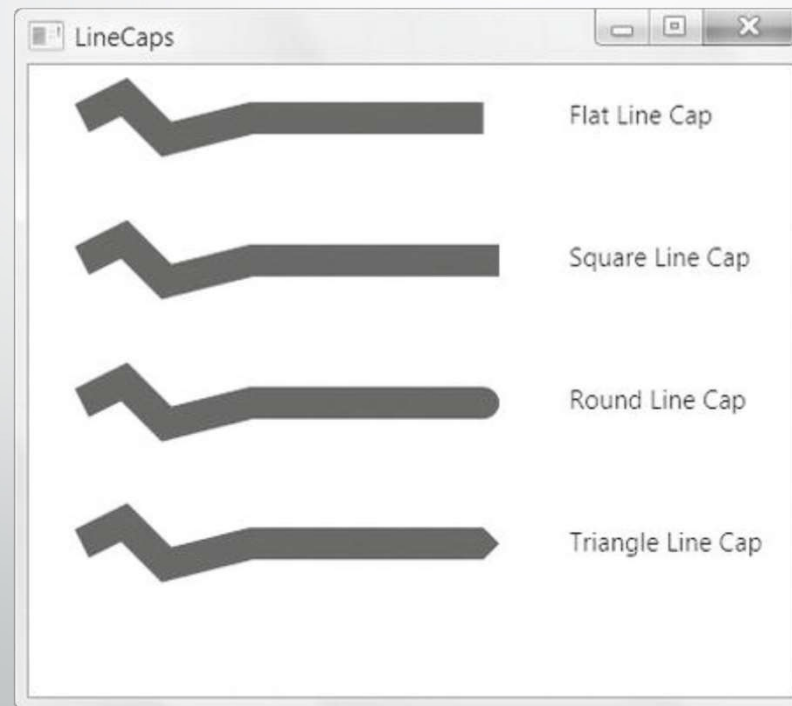 LineCaps
Flat Line Cap
Square Line Cap
Round Line Cap
Triangle Line Cap